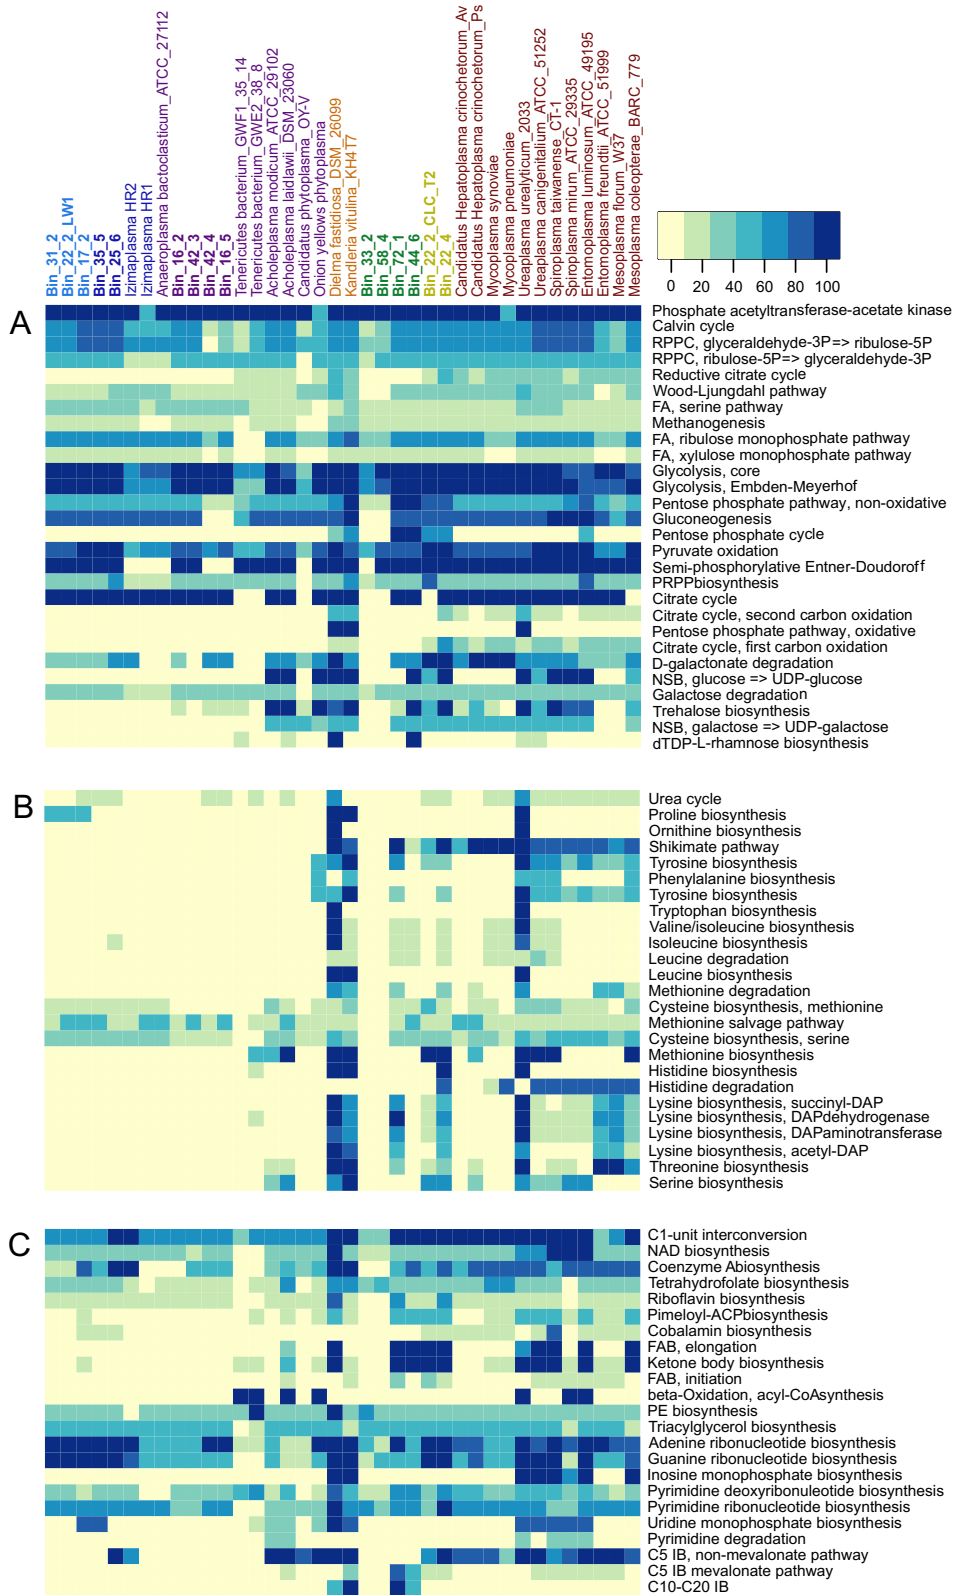 Bin_31_2
Bin_22_2_LW1
Bin_17_2
Bin_35_5
Bin_25_6
Izimaplasma HR2
Izimaplasma HR1
Anaeroplasma bactoclasticum_ATCC_27112
Bin_16_2
Bin_42_3
Bin_42_4
Bin_16_5
Tenericutes bacterium_GWF1_35_14
Tenericutes bacterium_GWE2_38_8
Acholeplasma modicum_ATCC_29102
Acholeplasma laidlawii_DSM_23060
Candidatus phytoplasma_OY-V
Onion yellows phytoplasma
Dielma fastidiosa_DSM_26099
Kandleria vitulina_KH4T7
Bin_33_2
Bin_58_4
Bin_72_1
Bin_44_6
Bin_22_2_CLC_T2
Bin_22_4
Candidatus Hepatoplasma crinochetorum_Av
Candidatus Hepatoplasma crinochetorum_Ps
Mycoplasma synoviae
Mycoplasma pneumoniae
Ureaplasma urealyticum_2033
Ureaplasma canigenitalium_ATCC_51252
Spiroplasma taiwanense_CT-1
Spiroplasma minum_ATCC_29335
Entomoplasma luminosum_ATCC_49195
Entomoplasma freundtii_ATCC_51999
Mesoplasma florum_W37
Mesoplasma coleopterae_BARC_779
0 20 40 60 80 100
A
Phosphate acetyltransferase-acetate kinase
Calvin cycle
RPPC, glyceraldehyde-3P=> ribulose-5P
RPPC, ribulose-5P=> glyceraldehyde-3P
Reductive citrate cycle
Wood-Ljungdahl pathway
FA, serine pathway
Methanogenesis
FA, ribulose monophosphate pathway
FA, xylulose monophosphate pathway
Glycolysis, core
Glycolysis, Embden-Meyerhof
Pentose phosphate pathway, non-oxidative
Gluconeogenesis
Pentose phosphate cycle
Pyruvate oxidation
Semi-phosphorylative Entner-Doudoroff
PRPPbiosynthesis
Citrate cycle
Citrate cycle, second carbon oxidation
Pentose phosphate pathway, oxidative
Citrate cycle, first carbon oxidation
D-galactonate degradation
NSB, glucose => UDP-glucose
Galactose degradation
Trehalose biosynthesis
NSB, galactose => UDP-galactose
dTDP-L-rhamnose biosynthesis
B
Urea cycle
Proline biosynthesis
Ornithine biosynthesis
Shikimate pathway
Tyrosine biosynthesis
Phenylalanine biosynthesis
Tyrosine biosynthesis
Tryptophan biosynthesis
Valine/isoleucine biosynthesis
Isoleucine biosynthesis
Leucine degradation
Leucine biosynthesis
Methionine degradation
Cysteine biosynthesis, methionine
Methionine salvage pathway
Cysteine biosynthesis, serine
Methionine biosynthesis
Histidine biosynthesis
Histidine degradation
Lysine biosynthesis, succinyl-DAP
Lysine biosynthesis, DAPdehydrogenase
Lysine biosynthesis, DAPaminotransferase
Lysine biosynthesis, acetyl-DAP
Threonine biosynthesis
Serine biosynthesis
C
C1-unit interconversion
NAD biosynthesis
Coenzyme Abiosynthesis
Tetrahydrofolate biosynthesis
Riboflavin biosynthesis
Pimeloyl-ACPbiosynthesis
Cobalamin biosynthesis
FAB, elongation
Ketone body biosynthesis
FAB, initiation
beta-Oxidation, acyl-CoAsynthesis
PE biosynthesis
Triacylglycerol biosynthesis
Adenine ribonucleotide biosynthesis
Guanine ribonucleotide biosynthesis
Inosine monophosphate biosynthesis
Pyrimidine deoxyribonuleotide biosynthesis
Pyrimidine ribonucleotide biosynthesis
Uridine monophosphate biosynthesis
Pyrimidine degradation
C5 IB, non-mevalonate pathway
C5 IB mevalonate pathway
C10-C20 IB